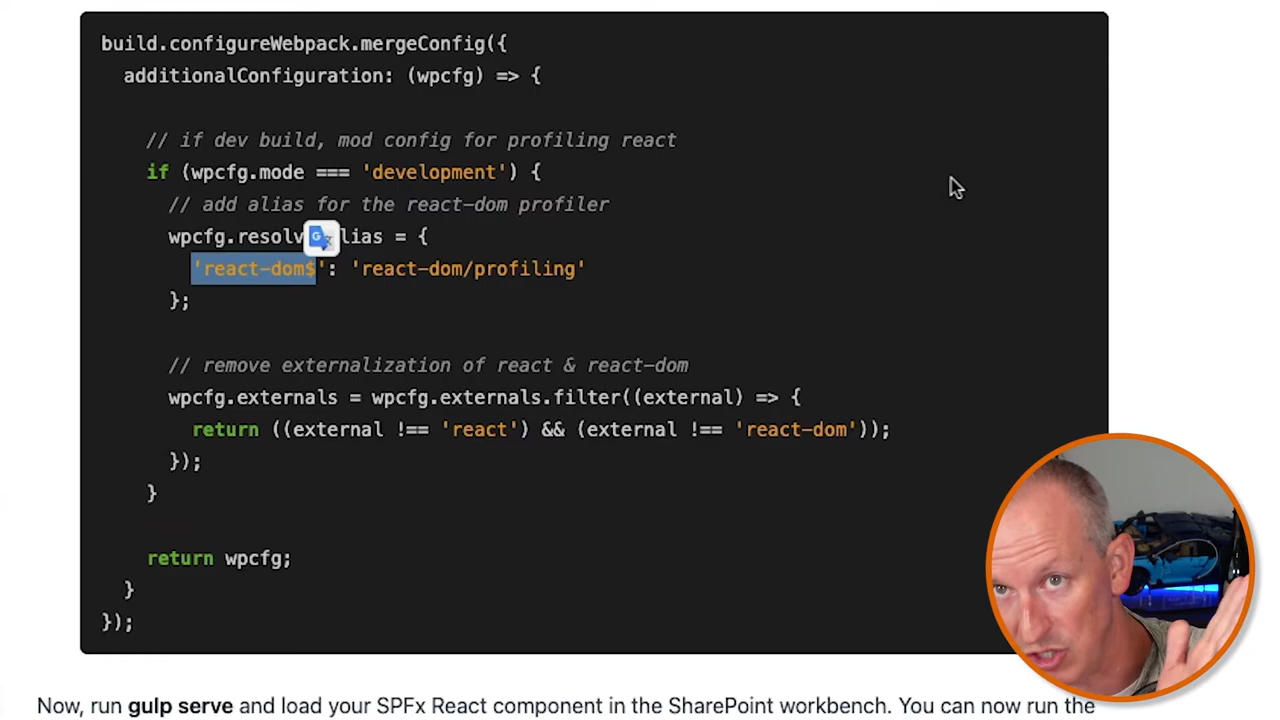 build.configureWebpack.mergeConfig({
additionalConfiguration: (wpcfg) => {
// if dev build, mod config for profiling react
if (wpcfg.mode === 'development') {
// add alias for the react-dom profiler
wpcfg.resolv lias = {
'react-dom$': 'react-dom/profiling'
};
// remove externalization of react & react-dom
wpcfg.externals = wpcfg.externals.filter((external) => {
return ((external !== 'react') && (external !== 'react-dom'));
});
}
return wpcfg;
}
});
Now, run gulp serve and load your SPFx React component in the SharePoint workbench. You can now run the